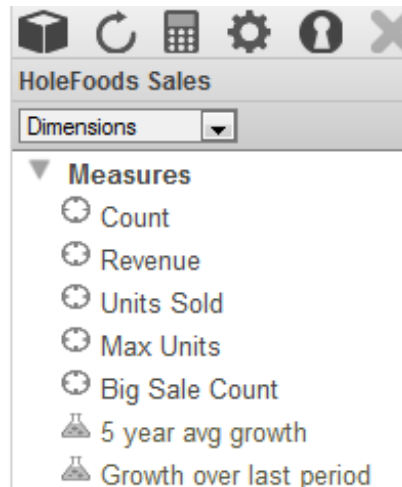 HoleFoods Sales
Dimensions
Measures
Count
Revenue
Units Sold
Max Units
Big Sale Count
5 year avg growth
Growth over last period